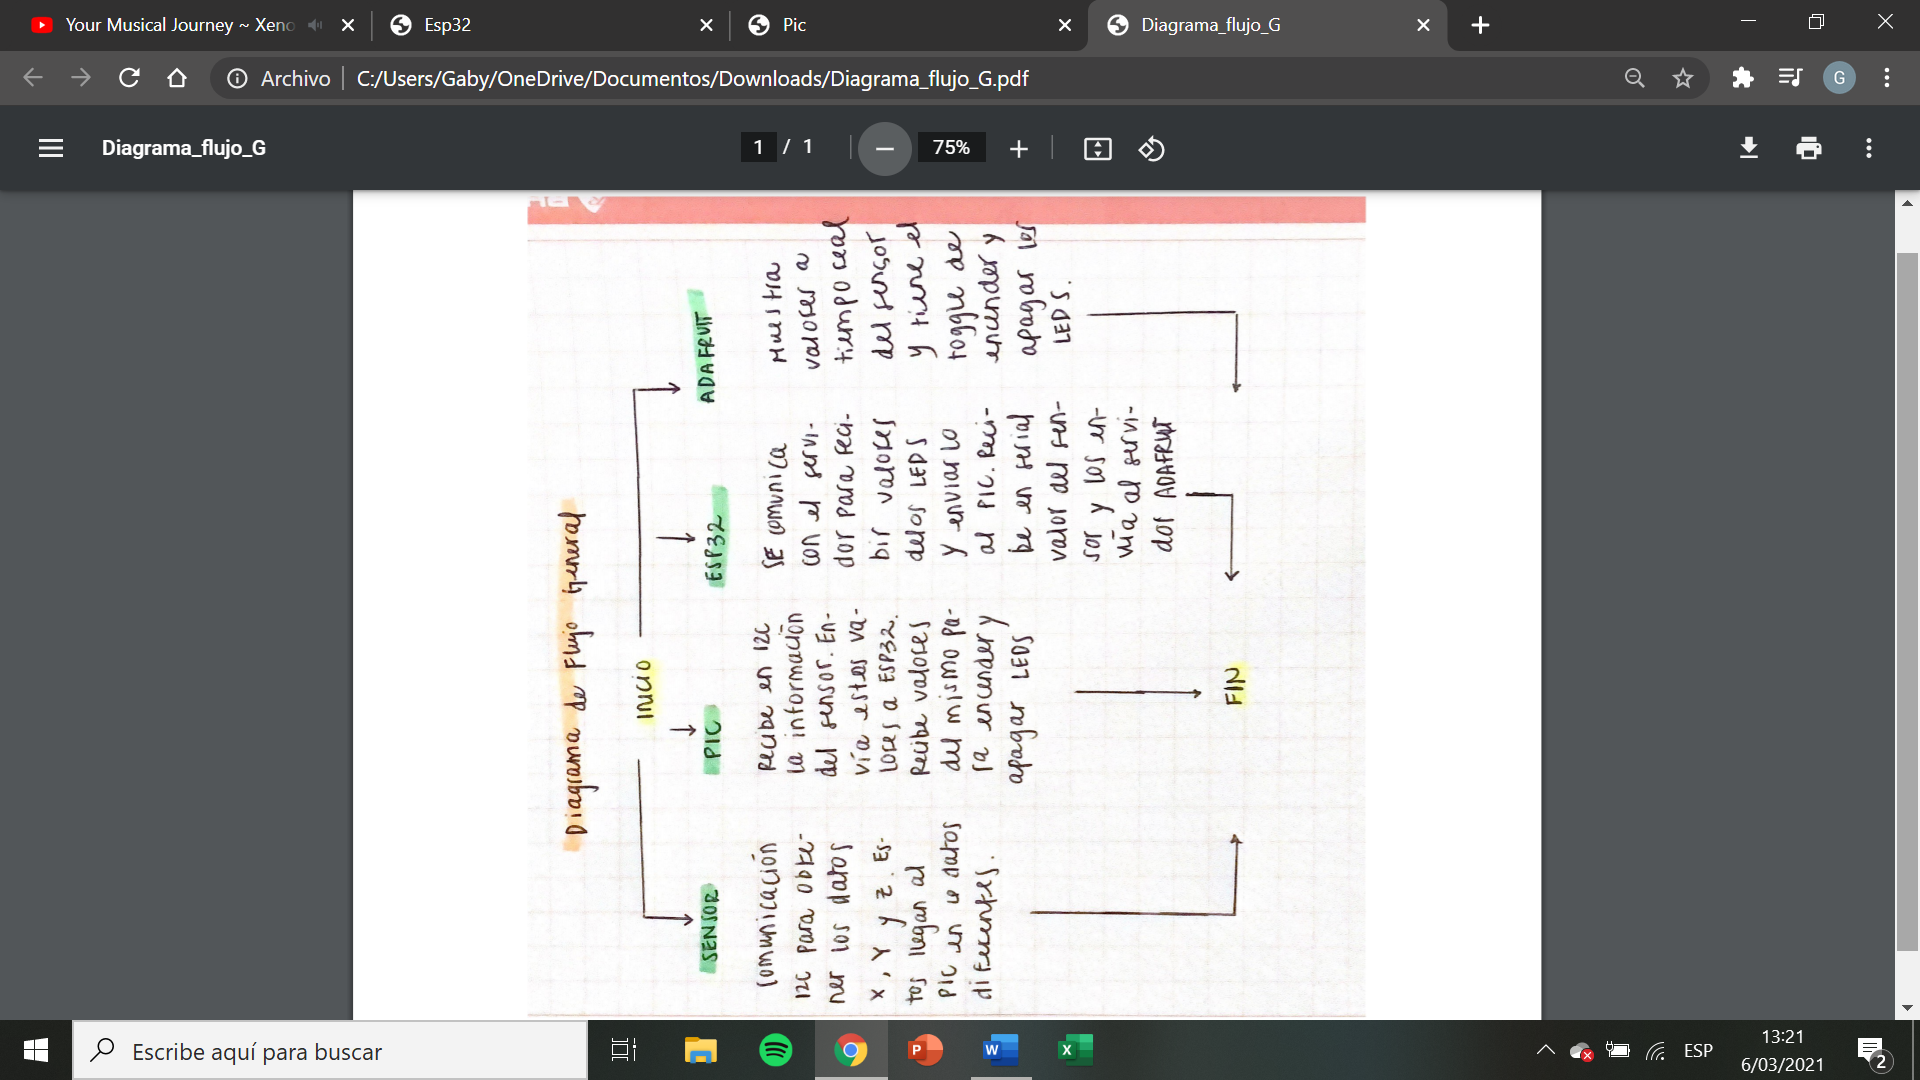 Your Musical Journey ~ Xeno
Esp32
Pic
Diagrama_flujo_G
Archivo
C:/Users/Gaby/OneDrive/Documentos/Downloads/Diagrama_flujo_G.pdf
G
Diagrama_flujo_G
1 / 1
75%
Diagrama de Flujo General
INICIO
SENSOR
comunicación
I2C para obte-
ner los datos
x, Y y z. Es-
tos llegan al
PIC en 6 datos
diferentes.
PIC
Recibe en I2C
la información
del sensor. En-
vía estos va-
lores a ESP32.
Recibe valores
del mismo pa-
ra encender y
apagar LEDS
ESP32
SE comunica
con el servi-
dor para reci-
bir valores
delos LEDS
y enviarlo
al PIC. Reci-
be en serial
valor del sen-
sor y los en-
vía al servi-
dor ADAFRUIT
ADAFRUIT
Muestra
valores a
tiempo real
del sensor
y tiene el
toggle de
encender y
apagar los
LEDS.
FIN
Escribe aquí para buscar
ESP
13:21
6/03/2021
2